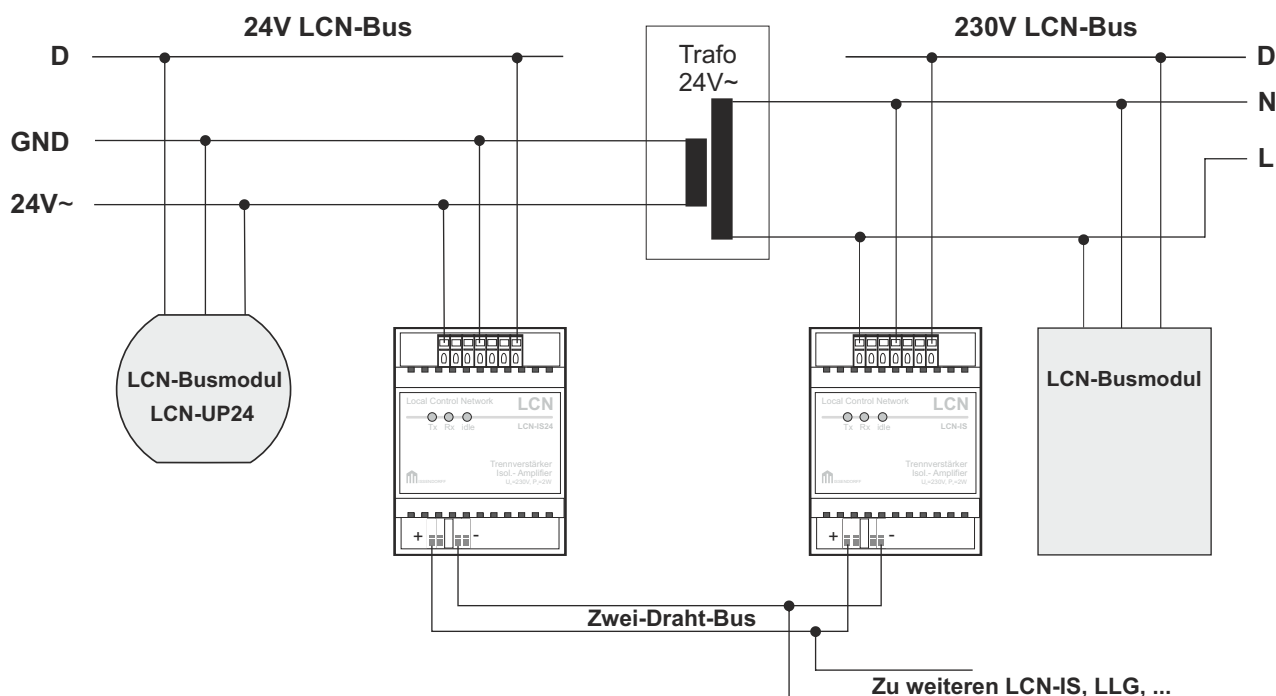 24V LCN-Bus
230V LCN-Bus
D
Trafo
24V~
D
N
GND
L
24V~
LCN-Busmodul
LCN-UP24
Local Control Network LCN
Tx Rx idle LCN-IS24
Trennverstärker
Isol.- Amplifier
+ -
Local Control Network LCN
Tx Rx idle LCN-IS
Trennverstärker
Isol.- Amplifier
+ -
LCN-Busmodul
Zwei-Draht-Bus
Zu weiteren LCN-IS, LLG, ...